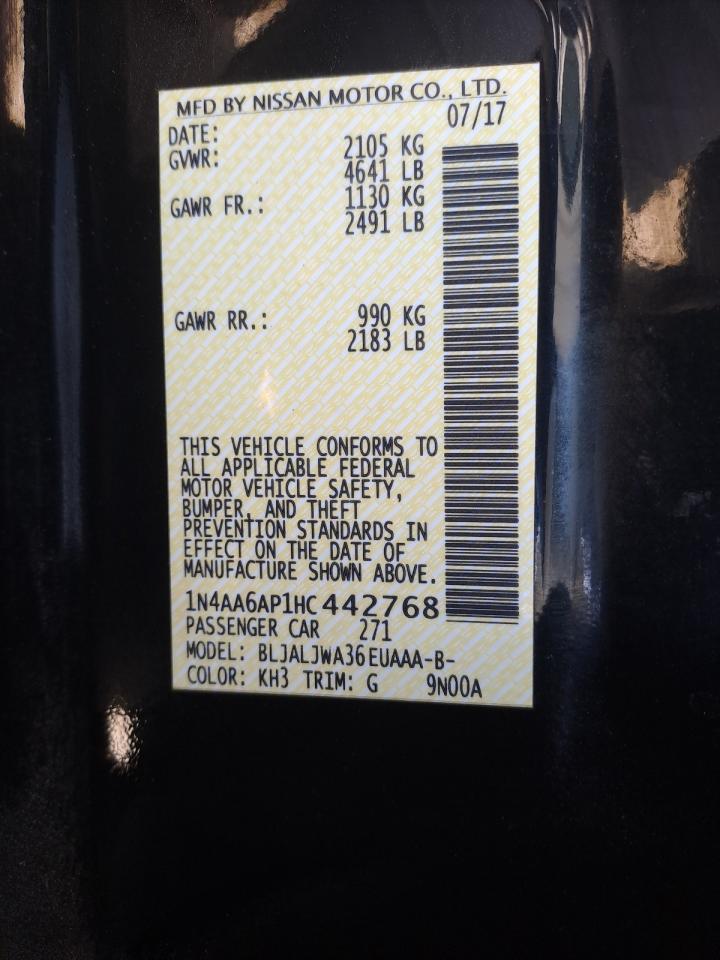 MFD BY NISSAN MOTOR CO., LTD.
DATE: 07/17
GVWR: 2105 KG
4641 LB
GAWR FR.: 1130 KG
2491 LB
GAWR RR.: 990 KG
2183 LB
THIS VEHICLE CONFORMS TO
ALL APPLICABLE FEDERAL
MOTOR VEHICLE SAFETY,
BUMPER, AND THEFT
PREVENTION STANDARDS IN
EFFECT ON THE DATE OF
MANUFACTURE SHOWN ABOVE.
1N4AA6AP1HC442768
PASSENGER CAR 271
MODEL: BLJALJWA36EUAAA-B-
COLOR: KH3 TRIM: G 9N00A